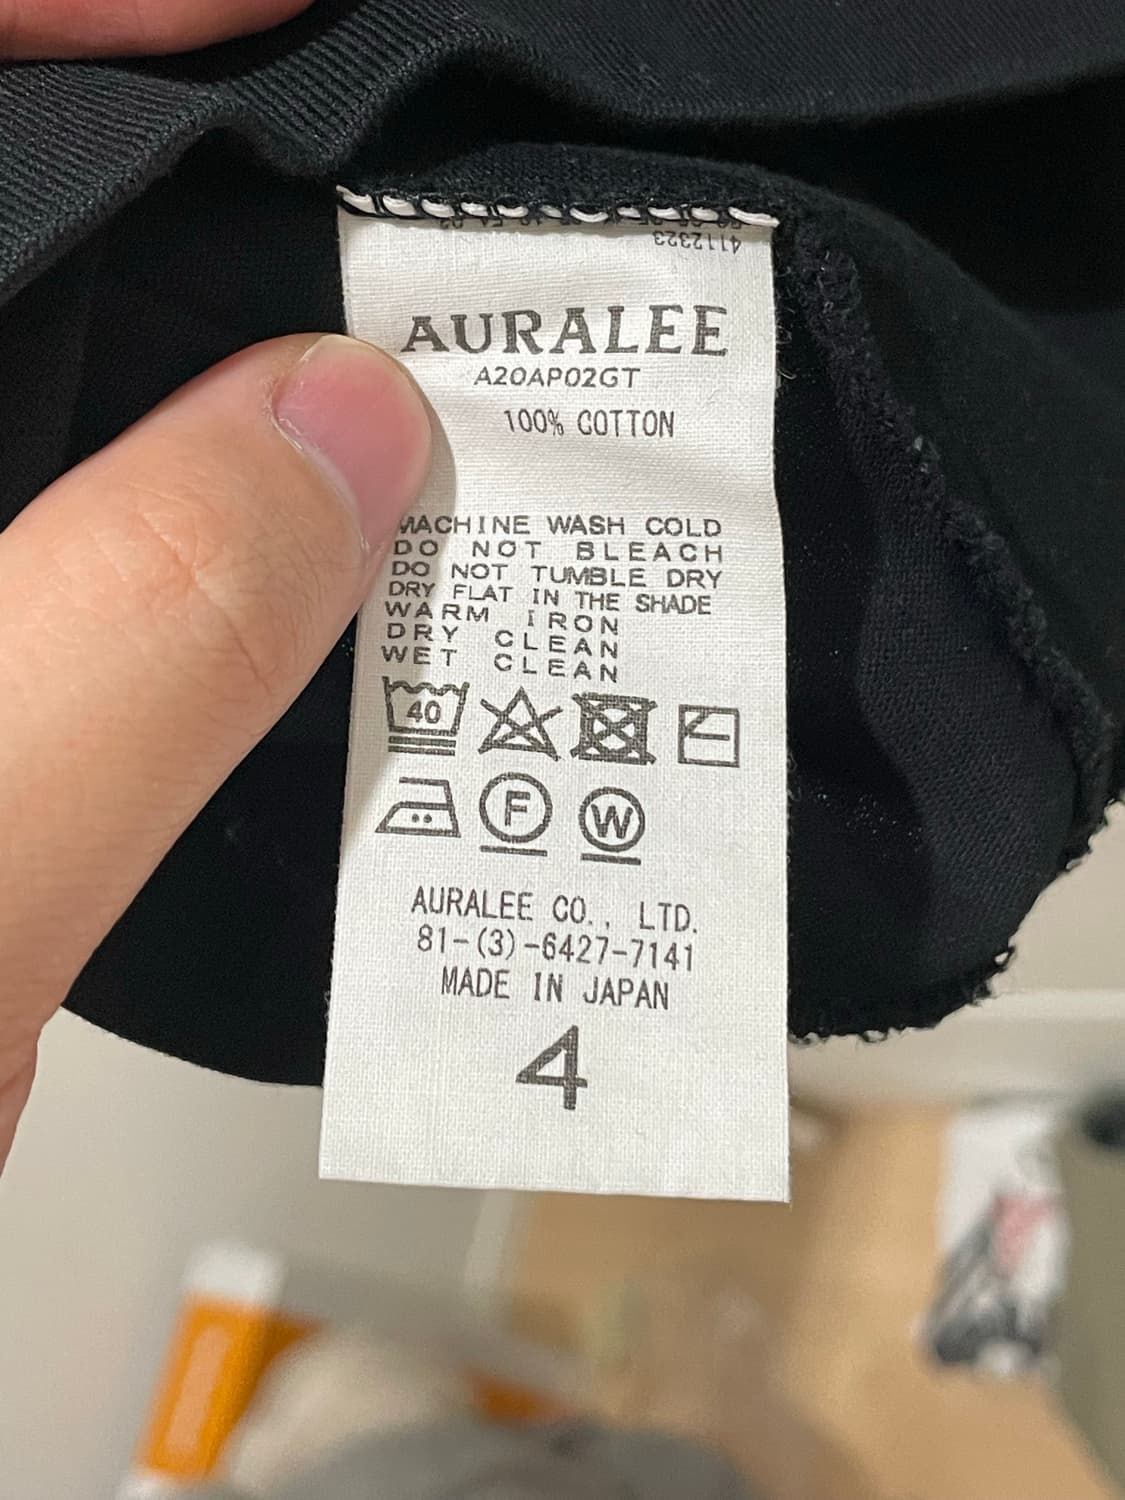 4112323
AURALEE
A20AP02GT
100% COTTON
MACHINE WASH COLD
DO NOT BLEACH
DO NOT TUMBLE DRY
DRY FLAT IN THE SHADE
WARM IRON
DRY CLEAN
WET CLEAN
40
F W
AURALEE CO., LTD.
81-(3)-6427-7141
MADE IN JAPAN
4